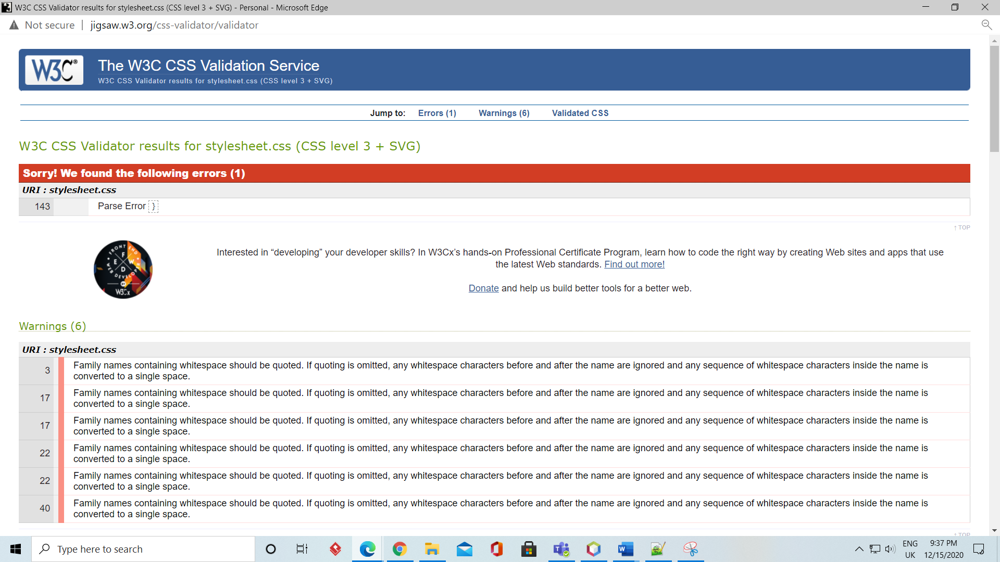 W3C CSS Validator results for stylesheet.css (CSS level 3 + SVG) - Personal - Microsoft Edge
Not secure | jigsaw.w3.org/css-validator/validator
W3C®
The W3C CSS Validation Service
W3C CSS Validator results for stylesheet.css (CSS level 3 + SVG)
Jump to: Errors (1) Warnings (6) Validated CSS
W3C CSS Validator results for stylesheet.css (CSS level 3 + SVG)
Sorry! We found the following errors (1)
URI : stylesheet.css
143 Parse Error }
↑ TOP
FRONT END
F
E W
D
WEB DEVELOPER
W3Cx
Interested in “developing” your developer skills? In W3Cx’s hands-on Professional Certificate Program, learn how to code the right way by creating Web sites and apps that use
the latest Web standards. Find out more!
Donate and help us build better tools for a better web.
Warnings (6)
URI : stylesheet.css
3 Family names containing whitespace should be quoted. If quoting is omitted, any whitespace characters before and after the name are ignored and any sequence of whitespace characters inside the name is
converted to a single space.
17 Family names containing whitespace should be quoted. If quoting is omitted, any whitespace characters before and after the name are ignored and any sequence of whitespace characters inside the name is
converted to a single space.
17 Family names containing whitespace should be quoted. If quoting is omitted, any whitespace characters before and after the name are ignored and any sequence of whitespace characters inside the name is
converted to a single space.
22 Family names containing whitespace should be quoted. If quoting is omitted, any whitespace characters before and after the name are ignored and any sequence of whitespace characters inside the name is
converted to a single space.
22 Family names containing whitespace should be quoted. If quoting is omitted, any whitespace characters before and after the name are ignored and any sequence of whitespace characters inside the name is
converted to a single space.
40 Family names containing whitespace should be quoted. If quoting is omitted, any whitespace characters before and after the name are ignored and any sequence of whitespace characters inside the name is
converted to a single space.
↑ TOP
Type here to search
ENG 9:37 PM
UK 12/15/2020